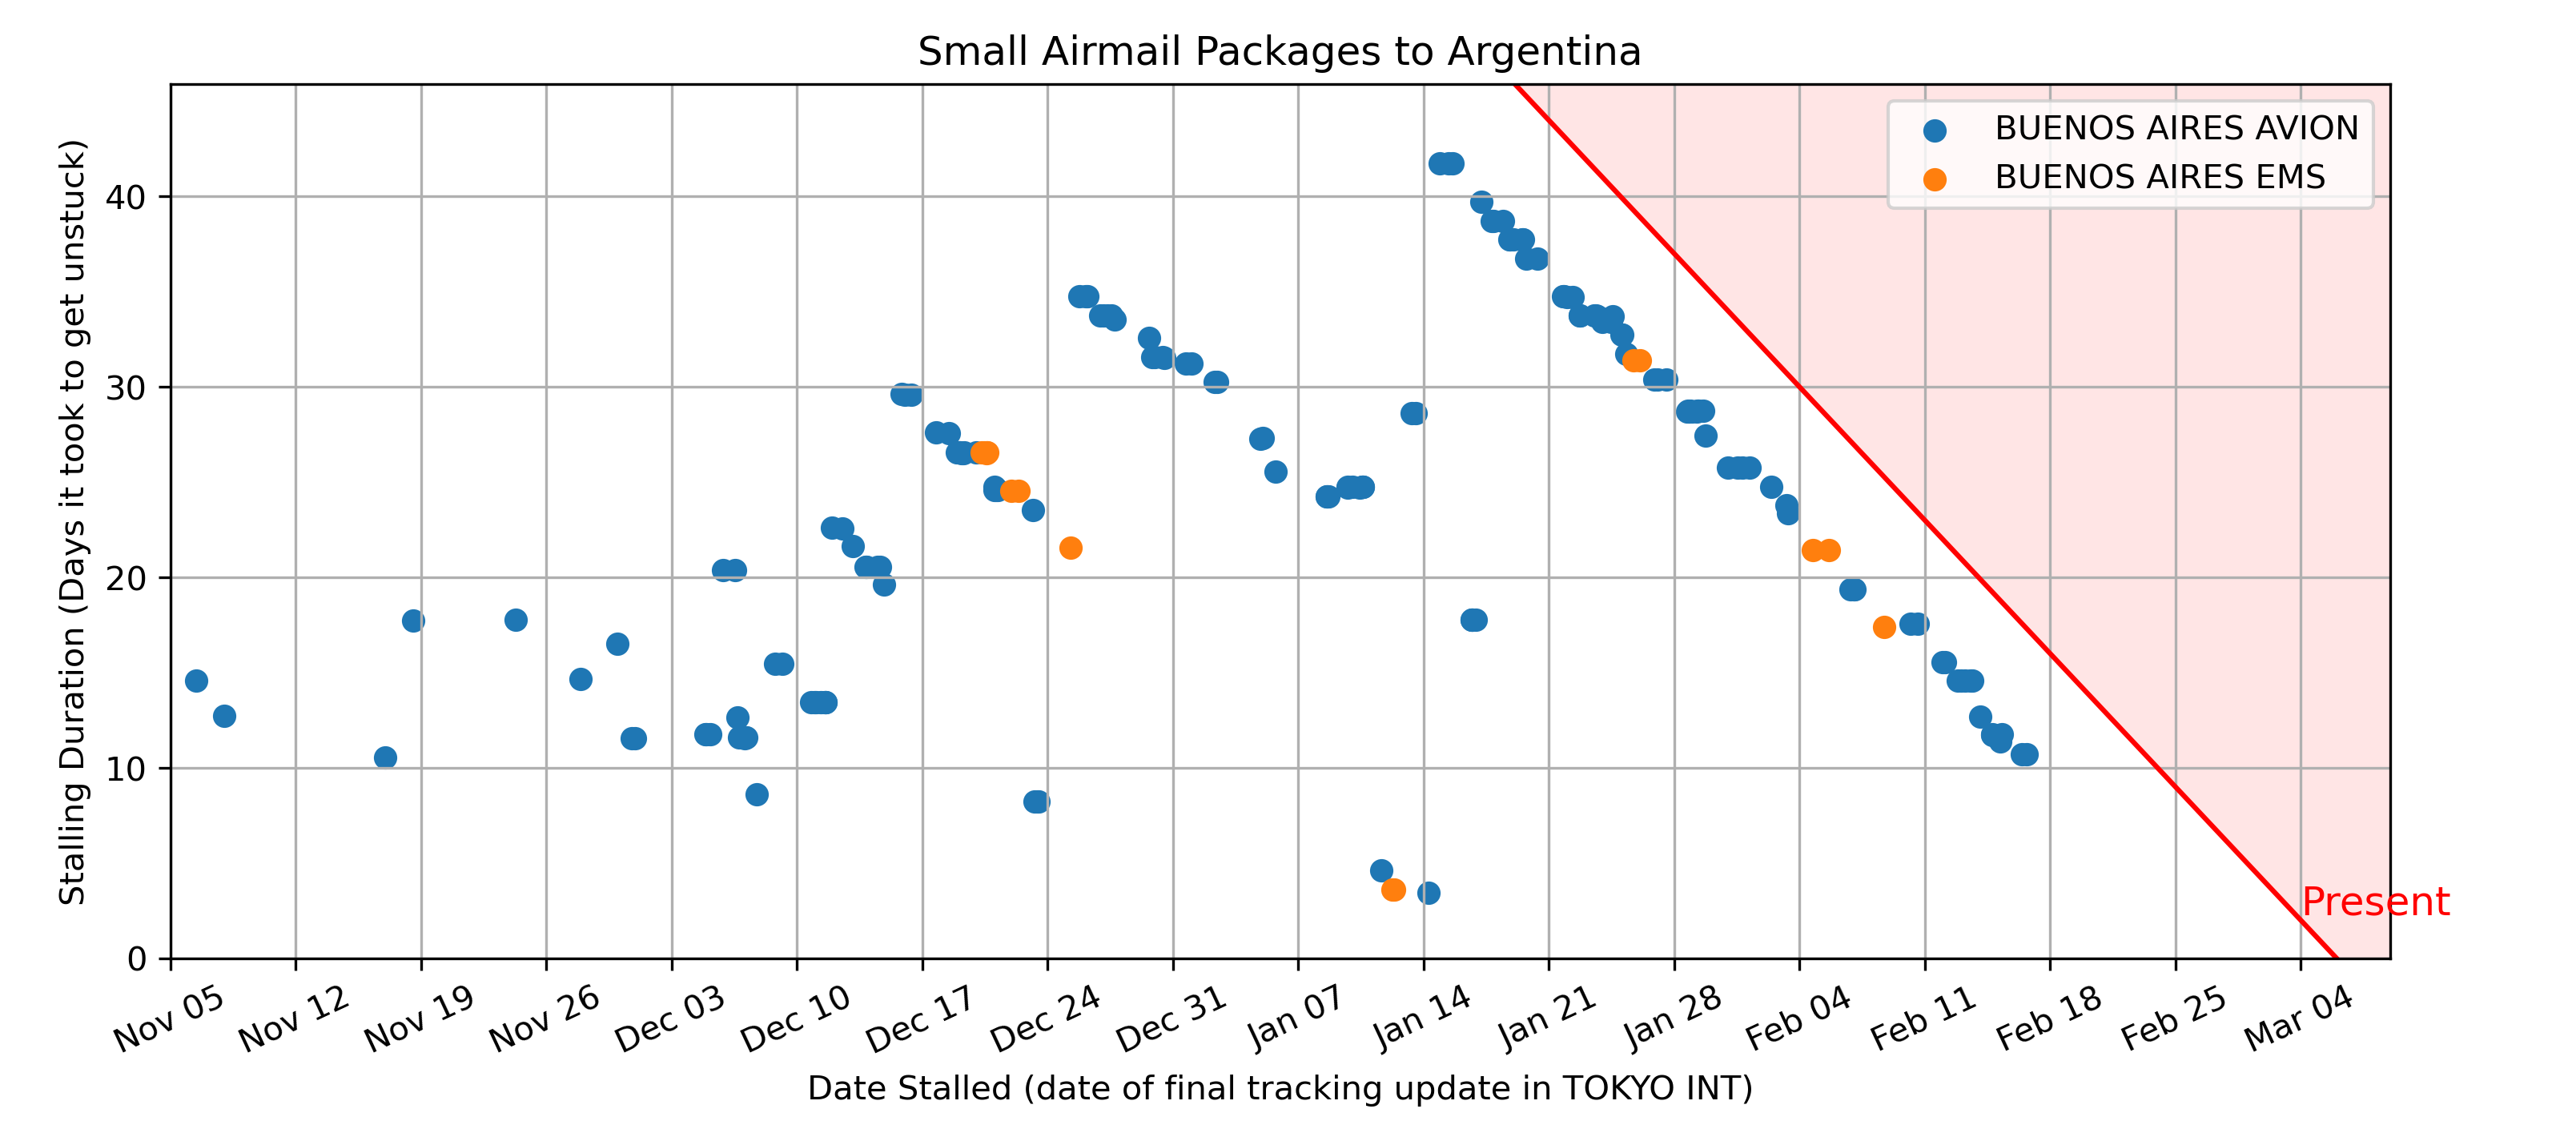 Small Airmail Packages to Argentina
BUENOS AIRES AVION
BUENOS AIRES EMS
Stalling Duration (Days it took to get unstuck)
40
30
20
10
0
Present
Nov 05
Nov 12
Nov 19
Nov 26
Dec 03
Dec 10
Dec 17
Dec 24
Dec 31
Jan 07
Jan 14
Jan 21
Jan 28
Feb 04
Feb 11
Feb 18
Feb 25
Mar 04
Date Stalled (date of final tracking update in TOKYO INT)